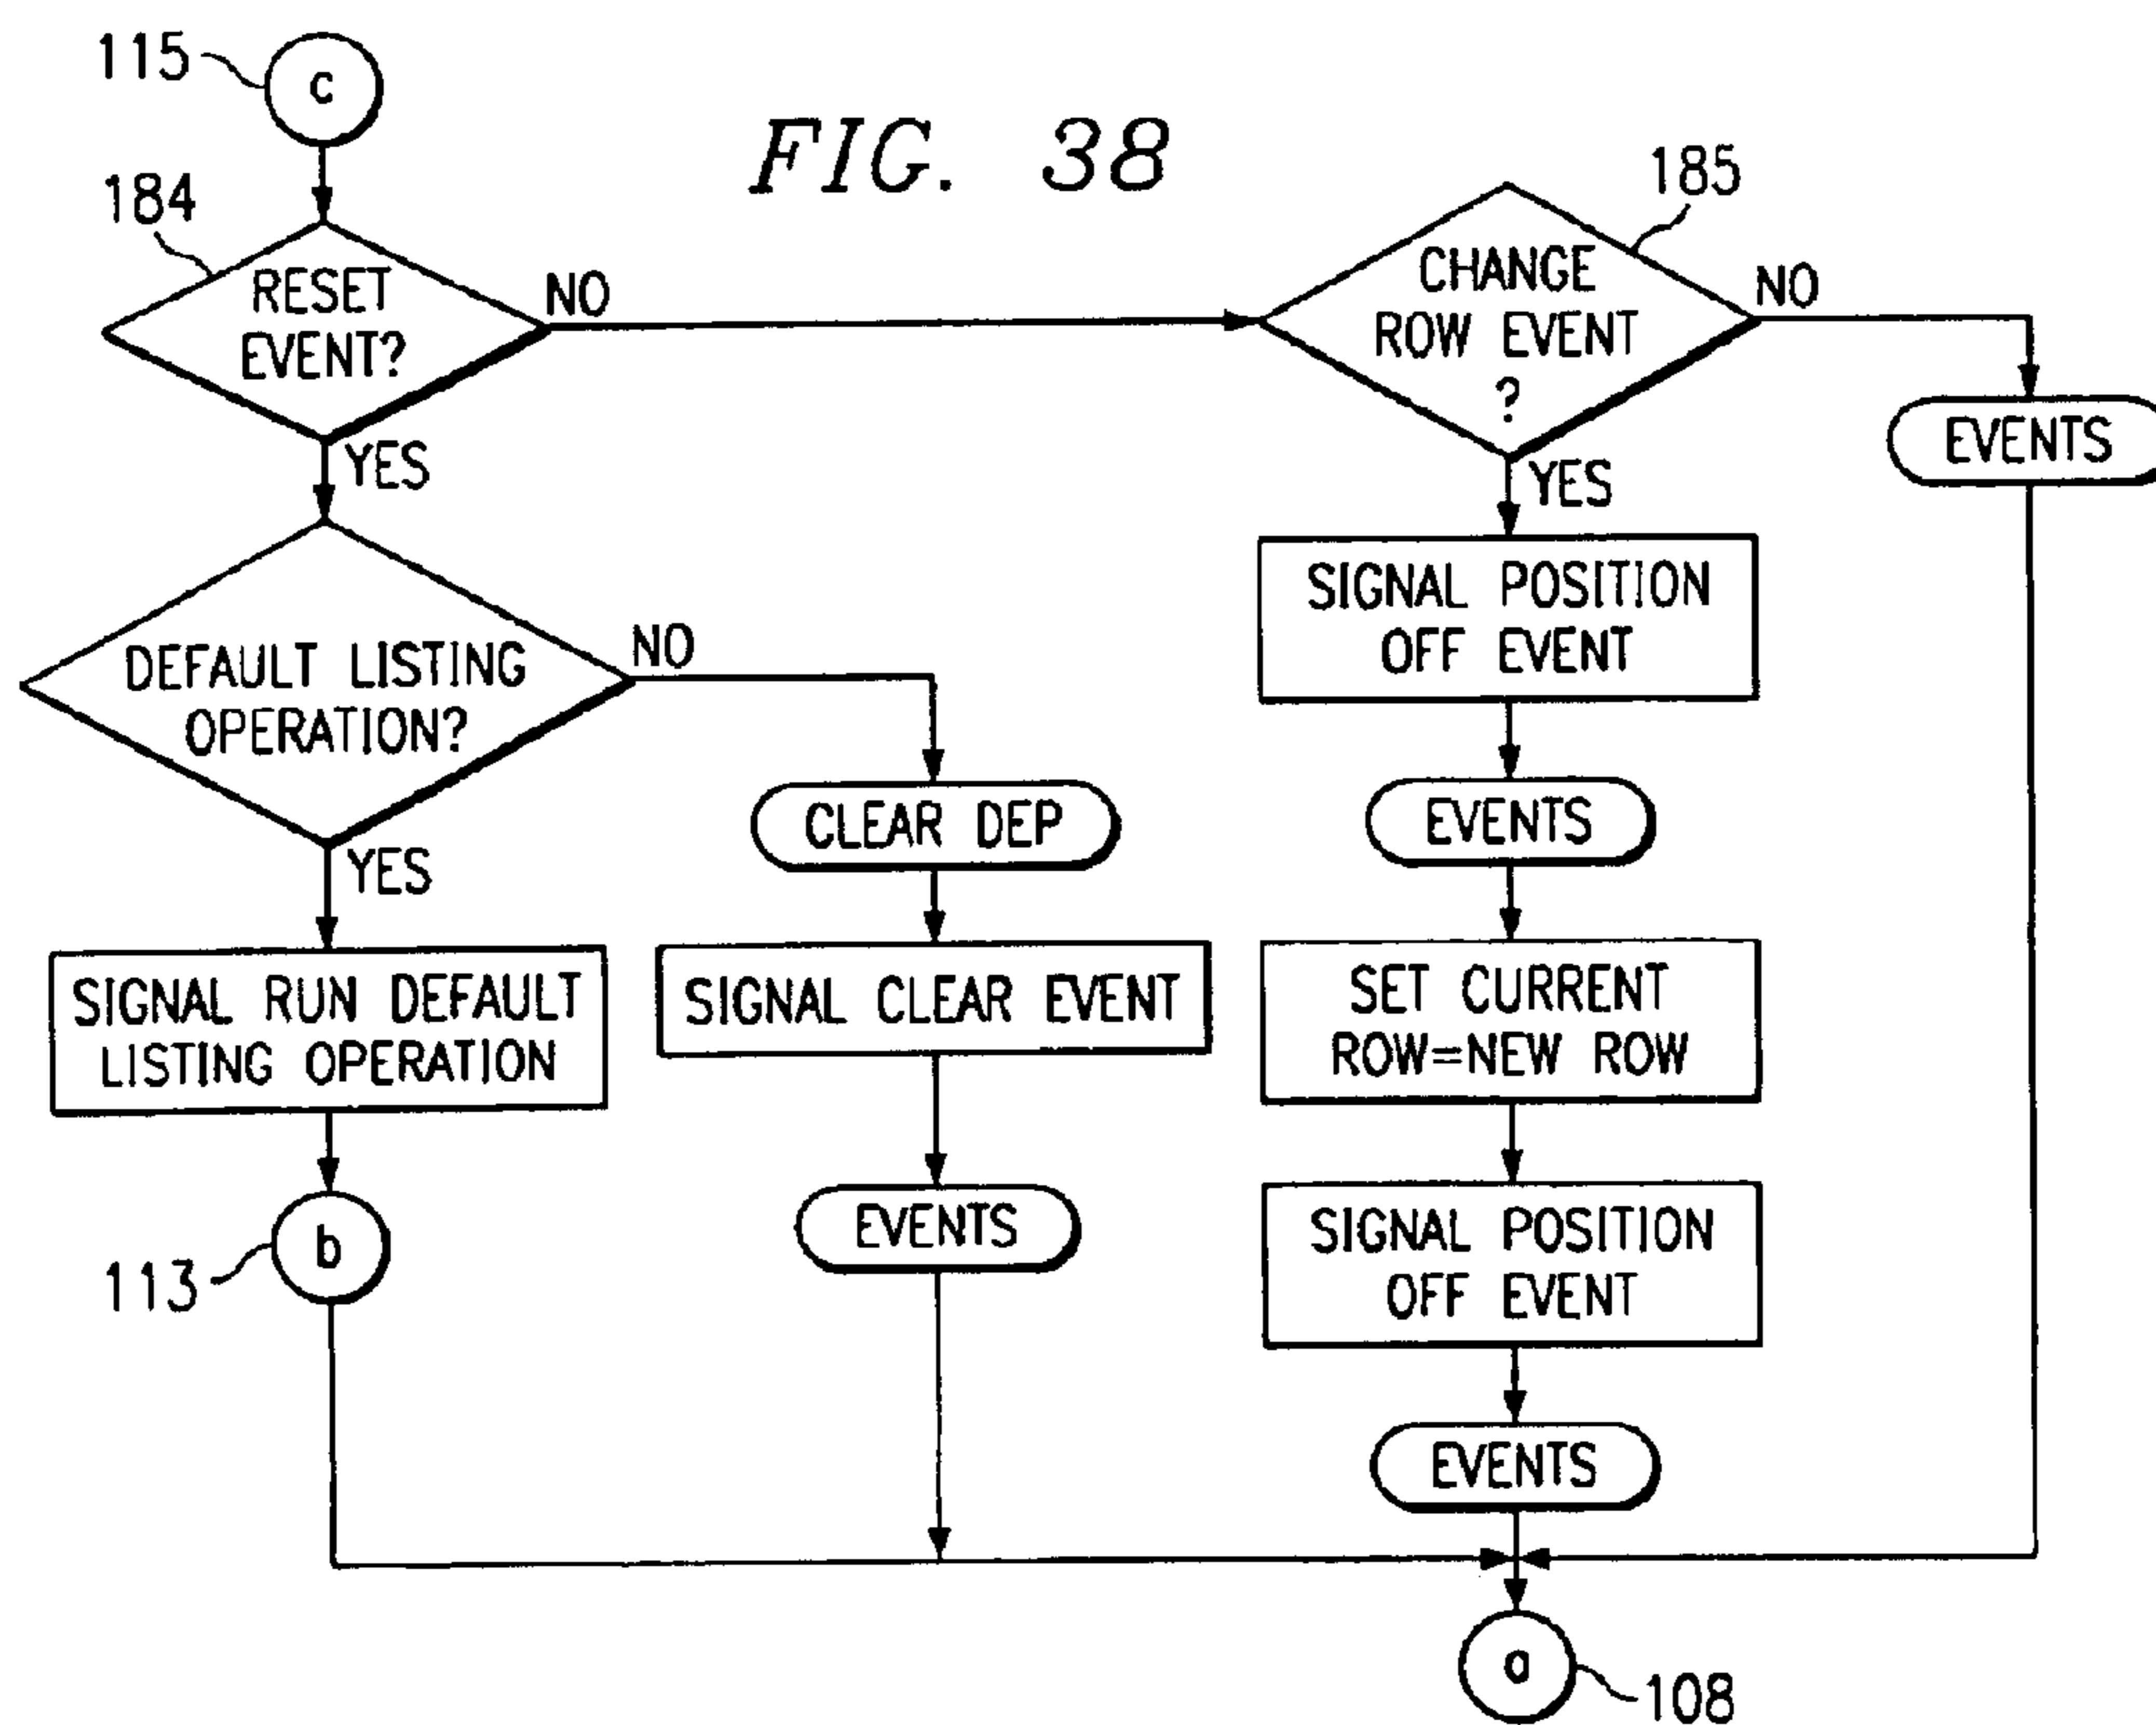 115
c
FIG. 38
184
RESET
EVENT?
NO
YES
185
CHANGE
ROW EVENT
?
NO
YES
EVENTS
DEFAULT LISTING
OPERATION?
NO
YES
SIGNAL POSITION
OFF EVENT
CLEAR DEP
EVENTS
SIGNAL RUN DEFAULT
LISTING OPERATION
SIGNAL CLEAR EVENT
SET CURRENT
ROW=NEW ROW
b
113
EVENTS
SIGNAL POSITION
OFF EVENT
EVENTS
a
108